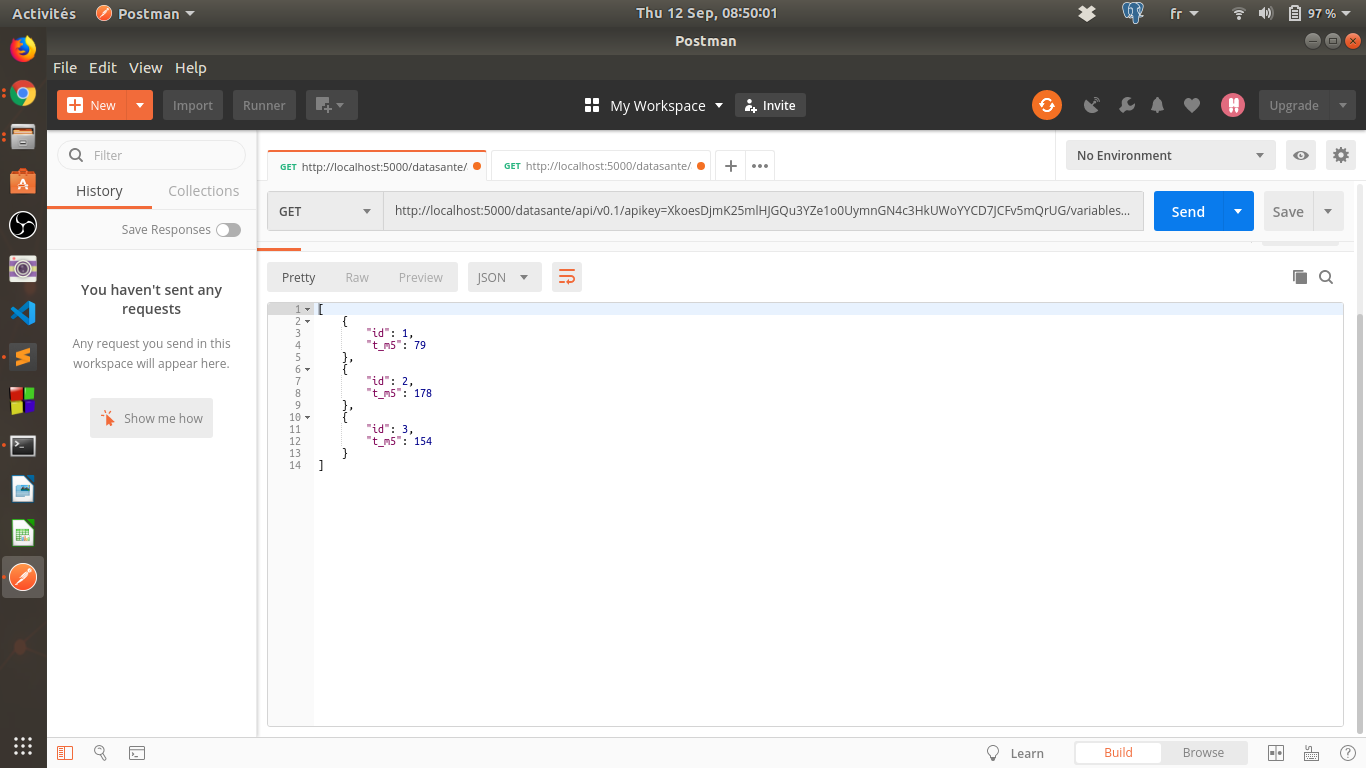 Activités Postman Thu 12 Sep, 08:50:01 fr 97 %
Postman
File Edit View Help
New Import Runner My Workspace Invite Upgrade
Filter
History Collections
Save Responses
You haven't sent any
requests
Any request you send in this
workspace will appear here.
Show me how
GET http://localhost:5000/datasante/ GET http://localhost:5000/datasante/ No Environment
GET http://localhost:5000/datasante/api/v0.1/apikey=XkoesDjmK25mlHJGQu3YZe1o0UymnGN4c3HkUWoYYCD7JCFv5mQrUG/variables... Send Save
Pretty Raw Preview JSON
1 [
2 {
3 "id": 1,
4 "t_m5": 79
5 },
6 {
7 "id": 2,
8 "t_m5": 178
9 },
10 {
11 "id": 3,
12 "t_m5": 154
13 }
14 ]
Learn Build Browse